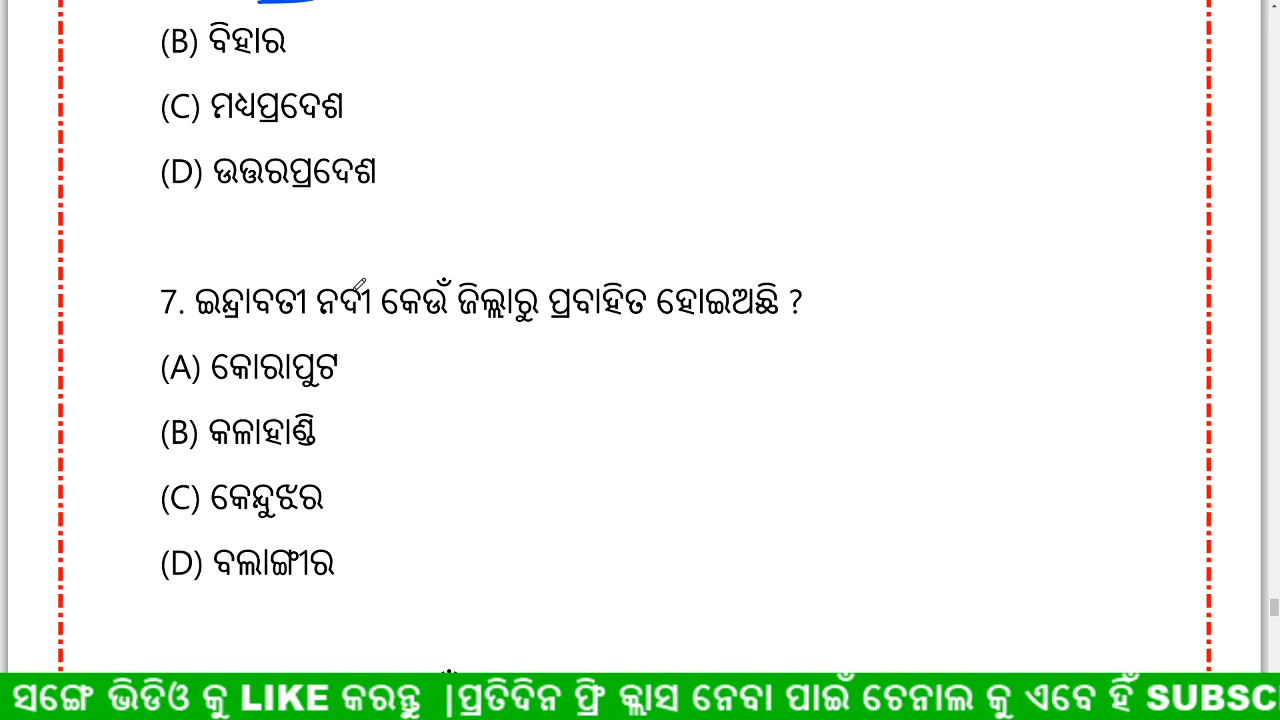 (B) ବିହାର
(C) ମଧ୍ୟପ୍ରଦେଶ
(D) ଉତ୍ତରପ୍ରଦେଶ
7. ଇନ୍ଦ୍ରାବତୀ ନଦୀ କେଉଁ ଜିଲ୍ଲାରୁ ପ୍ରବାହିତ ହୋଇଅଛି ?
(A) କୋରାପୁଟ
(B) କଳାହାଣ୍ଡି
(C) କେନ୍ଦୁଝର
(D) ବଲାଙ୍ଗୀର
ସଙ୍ଗେ ଭିଡିଓ କୁ LIKE କରନ୍ତୁ |ପ୍ରତିଦିନ ଫ୍ରି କ୍ଲାସ ନେବା ପାଇଁ ଚେନାଲ କୁ ଏବେ ହିଁ SUBSC